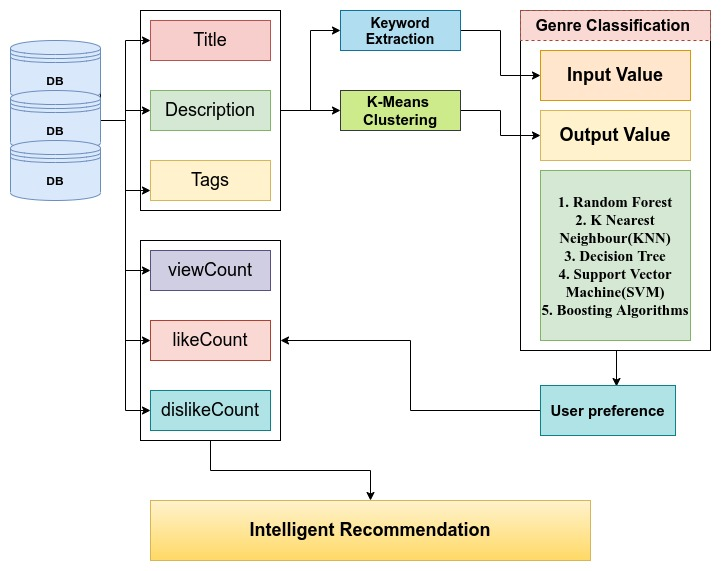 DB
DB
DB
Title
Description
Tags
viewCount
likeCount
dislikeCount
Keyword
Extraction
K-Means
Clustering
Genre Classification
Input Value
Output Value
1. Random Forest
2. K Nearest
Neighbour(KNN)
3. Decision Tree
4. Support Vector
Machine(SVM)
5. Boosting Algorithms
User preference
Intelligent Recommendation